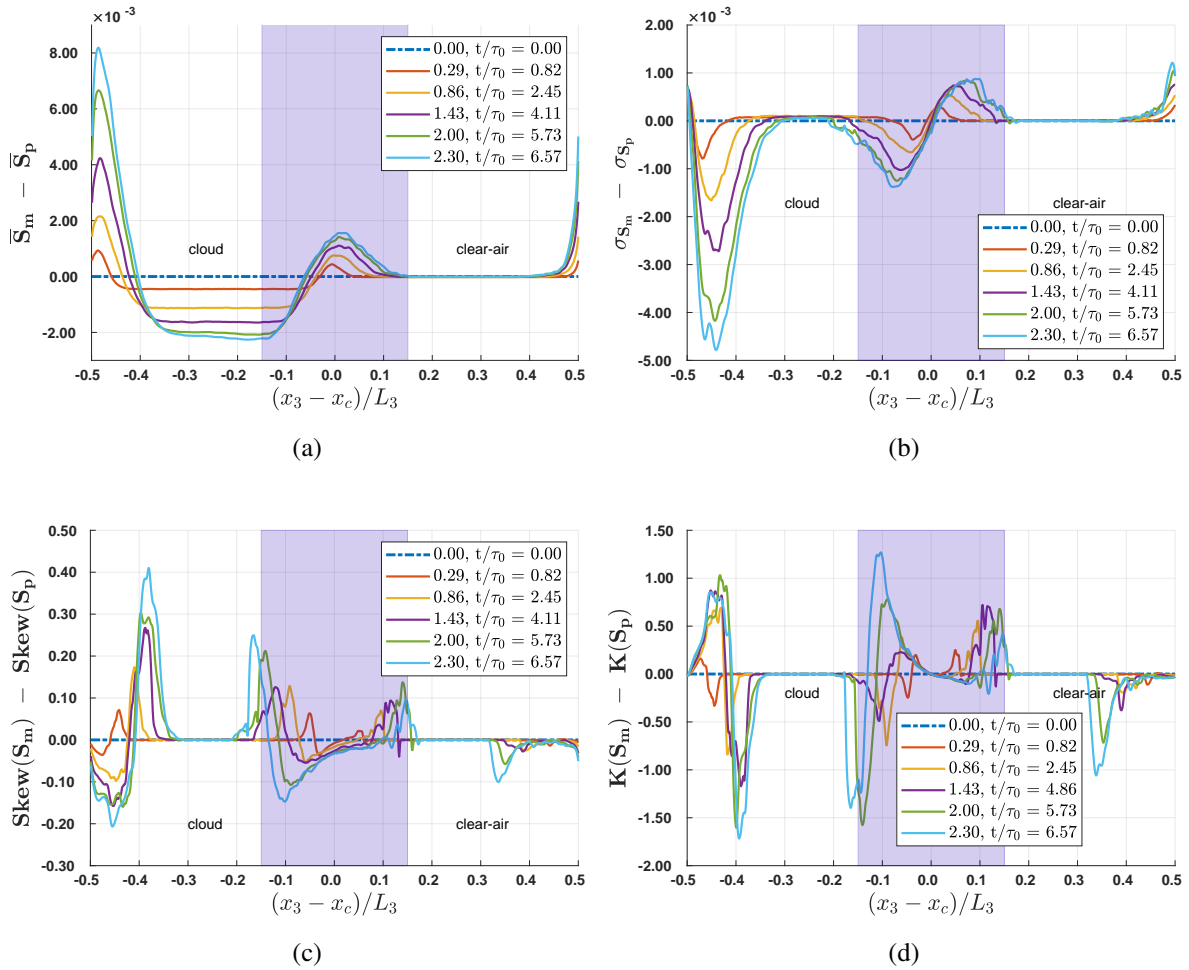 ×10⁻³
8.00
6.00
4.00
2.00
0.00
-2.00
S̅m − S̅p
0.00, t/τ0 = 0.00
0.29, t/τ0 = 0.82
0.86, t/τ0 = 2.45
1.43, t/τ0 = 4.11
2.00, t/τ0 = 5.73
2.30, t/τ0 = 6.57
cloud
clear-air
-0.5 -0.4 -0.3 -0.2 -0.1 0.0 0.1 0.2 0.3 0.4 0.5
(x3 − xc)/L3
(a)
×10⁻³
2.00
1.00
0.00
-1.00
-2.00
-3.00
-4.00
-5.00
σSm − σSp
cloud
clear-air
0.00, t/τ0 = 0.00
0.29, t/τ0 = 0.82
0.86, t/τ0 = 2.45
1.43, t/τ0 = 4.11
2.00, t/τ0 = 5.73
2.30, t/τ0 = 6.57
-0.5 -0.4 -0.3 -0.2 -0.1 0.0 0.1 0.2 0.3 0.4 0.5
(x3 − xc)/L3
(b)
0.50
0.40
0.30
0.20
0.10
0.00
-0.10
-0.20
-0.30
Skew(Sm) − Skew(Sp)
0.00, t/τ0 = 0.00
0.29, t/τ0 = 0.82
0.86, t/τ0 = 2.45
1.43, t/τ0 = 4.11
2.00, t/τ0 = 5.73
2.30, t/τ0 = 6.57
cloud
clear-air
-0.5 -0.4 -0.3 -0.2 -0.1 0.0 0.1 0.2 0.3 0.4 0.5
(x3 − xc)/L3
(c)
1.50
1.00
0.50
0.00
-0.50
-1.00
-1.50
-2.00
K(Sm) − K(Sp)
cloud
clear-air
0.00, t/τ0 = 0.00
0.29, t/τ0 = 0.82
0.86, t/τ0 = 2.45
1.43, t/τ0 = 4.86
2.00, t/τ0 = 5.73
2.30, t/τ0 = 6.57
-0.5 -0.4 -0.3 -0.2 -0.1 0.0 0.1 0.2 0.3 0.4 0.5
(x3 − xc)/L3
(d)